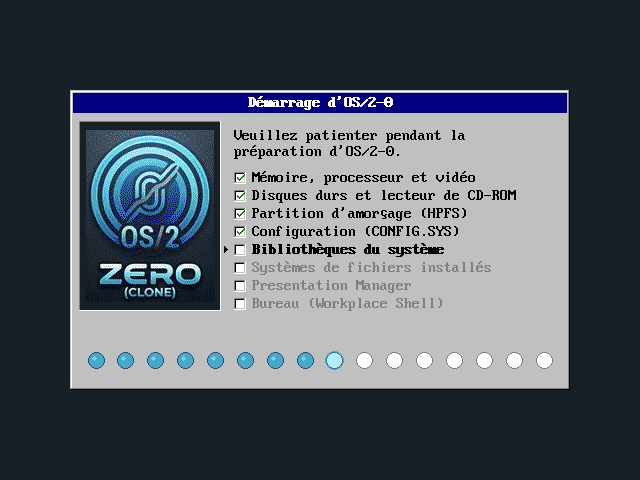 Démarrage d'OS/2-0
Veuillez patienter pendant la
préparation d'OS/2-0.
Mémoire, processeur et vidéo
Disques durs et lecteur de CD-ROM
Partition d'amorçage (HPFS)
Configuration (CONFIG.SYS)
Bibliothèques du système
Systèmes de fichiers installés
Presentation Manager
Bureau (Workplace Shell)
OS/2
ZERO
(CLONE)